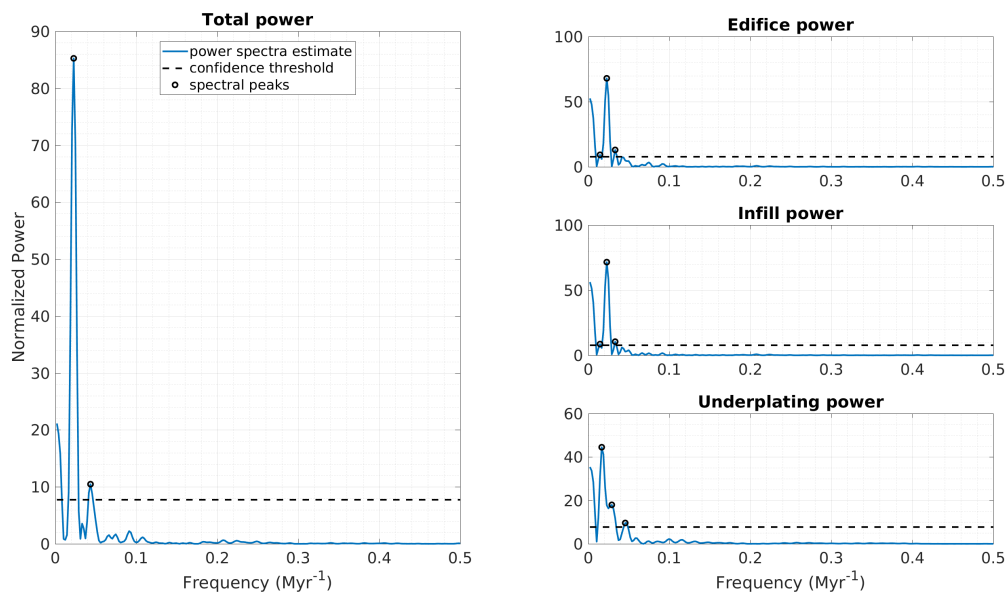 Total power
90
80
70
60
50
40
30
20
10
0
Normalized Power
power spectra estimate
confidence threshold
spectral peaks
0 0.1 0.2 0.3 0.4 0.5
Frequency (Myr⁻¹)
Edifice power
100
50
0
0 0.1 0.2 0.3 0.4 0.5
Infill power
100
50
0
0 0.1 0.2 0.3 0.4 0.5
Underplating power
60
40
20
0
0 0.1 0.2 0.3 0.4 0.5
Frequency (Myr⁻¹)